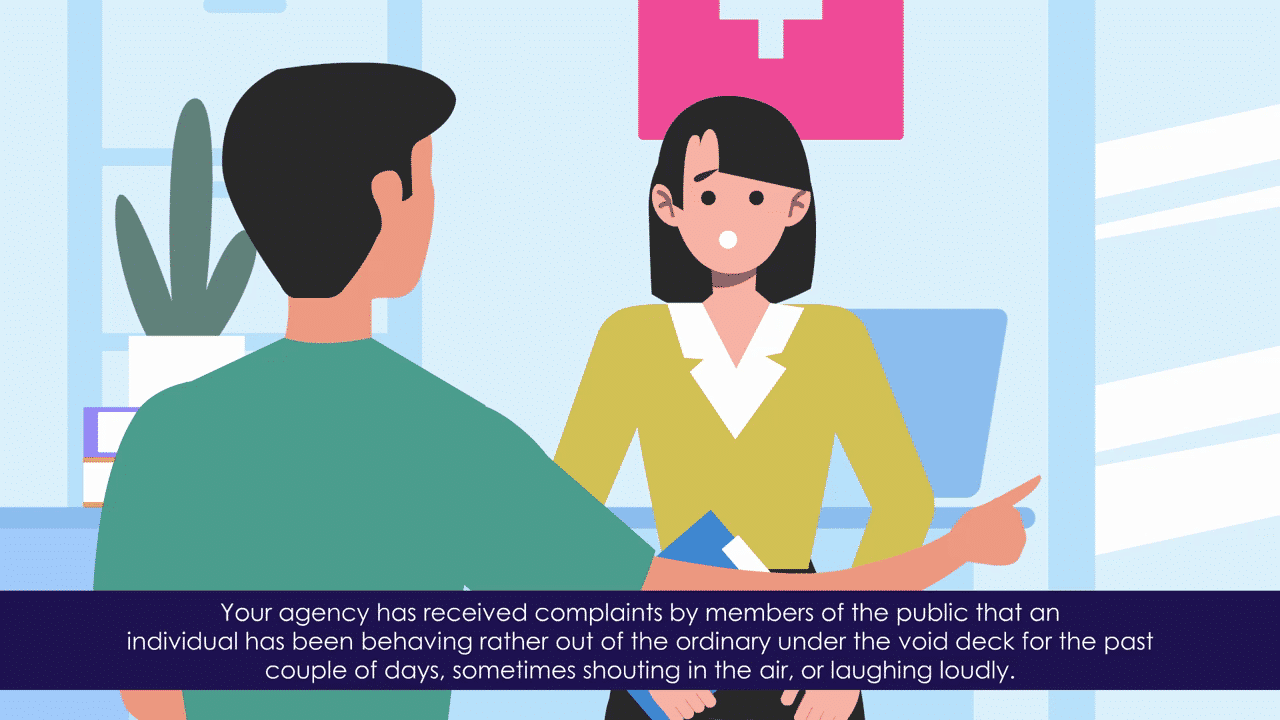 Your agency has received complaints by members of the public that an
individual has been behaving rather out of the ordinary under the void deck for the past
couple of days, sometimes shouting in the air, or laughing loudly.